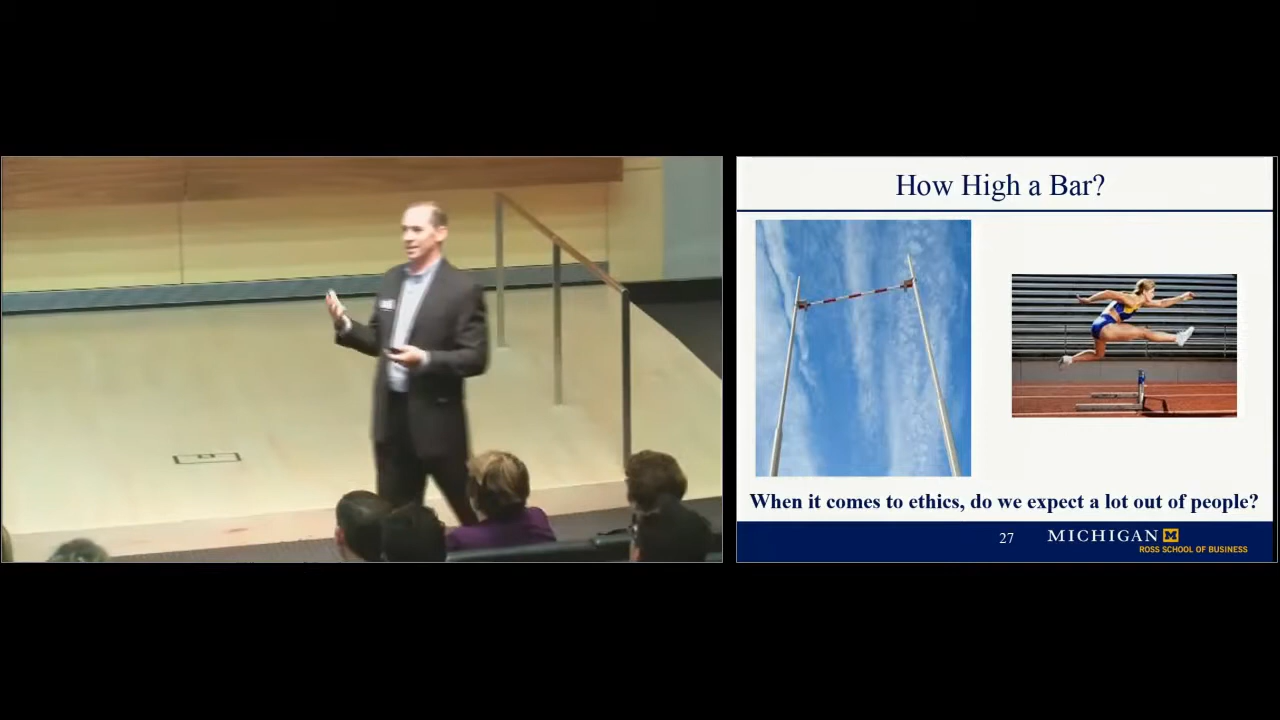 How High a Bar?
When it comes to ethics, do we expect a lot out of people?
27
MICHIGAN M
ROSS SCHOOL OF BUSINESS